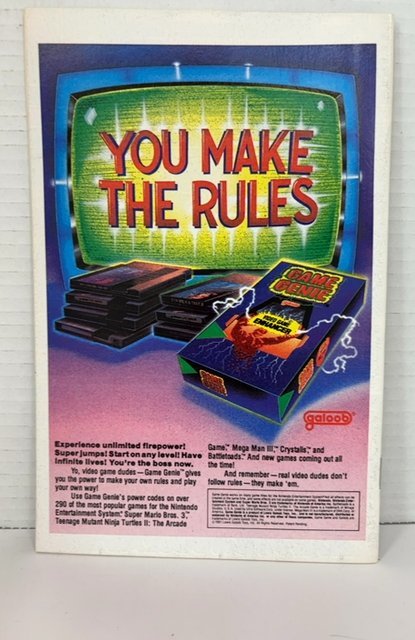 YOU MAKE
THE RULES
GAME
GENIE
VIDEO GAME
ENHANCER
GAME
GENIE
galoob®
Experience unlimited firepower!
Super jumps! Start on any level! Have
infinite lives! You're the boss now.
Yo, video game dudes — Game Genie™ gives
you the power to make your own rules and play
your own way!
Use Game Genie's power codes on over
290 of the most popular games for the Nintendo
Entertainment System®. Super Mario Bros. 3,™
Teenage Mutant Ninja Turtles II: The Arcade
Game,™ Mega Man III,™ Crystalis,™ and
Battletoads.™ And new games coming out all
the time!
And remember — real video dudes don't
follow rules — they make 'em.